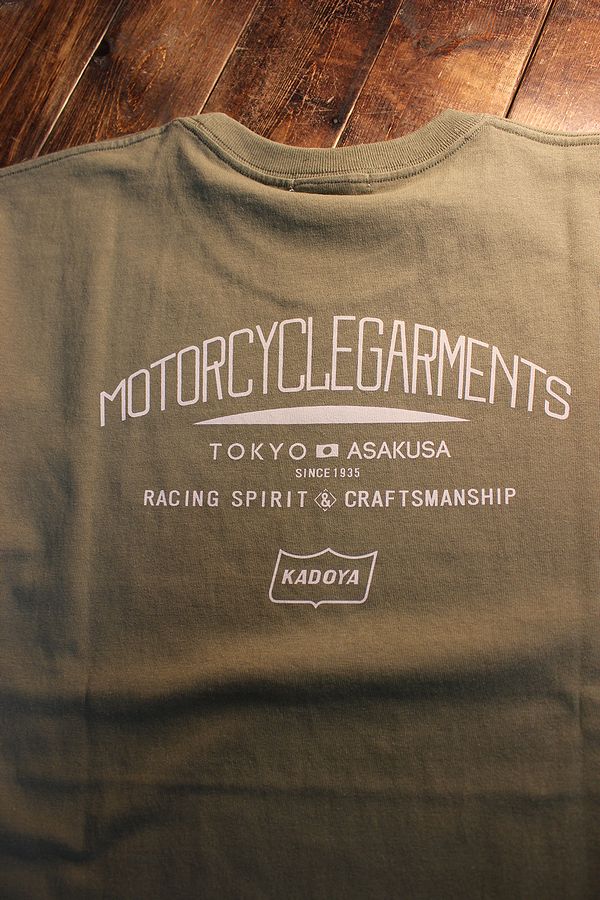 MOTORCYCLEGARMENTS
TOKYO ASAKUSA
SINCE 1935
RACING SPIRIT & CRAFTSMANSHIP
KADOYA